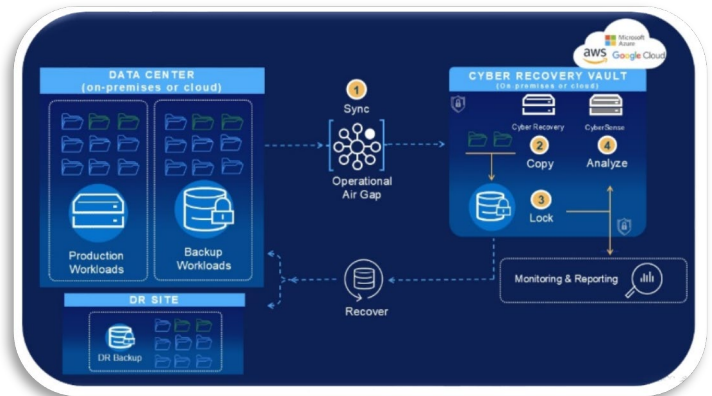 Microsoft
Azure
aws
Google Cloud
DATA CENTER
(on-premises or cloud)
Production
Workloads
Backup
Workloads
1
Sync
Operational
Air Gap
CYBER RECOVERY VAULT
(On-premises or cloud)
Cyber Recovery
CyberSense
2
Copy
4
Analyze
3
Lock
Monitoring & Reporting
Recover
DR SITE
DR Backup